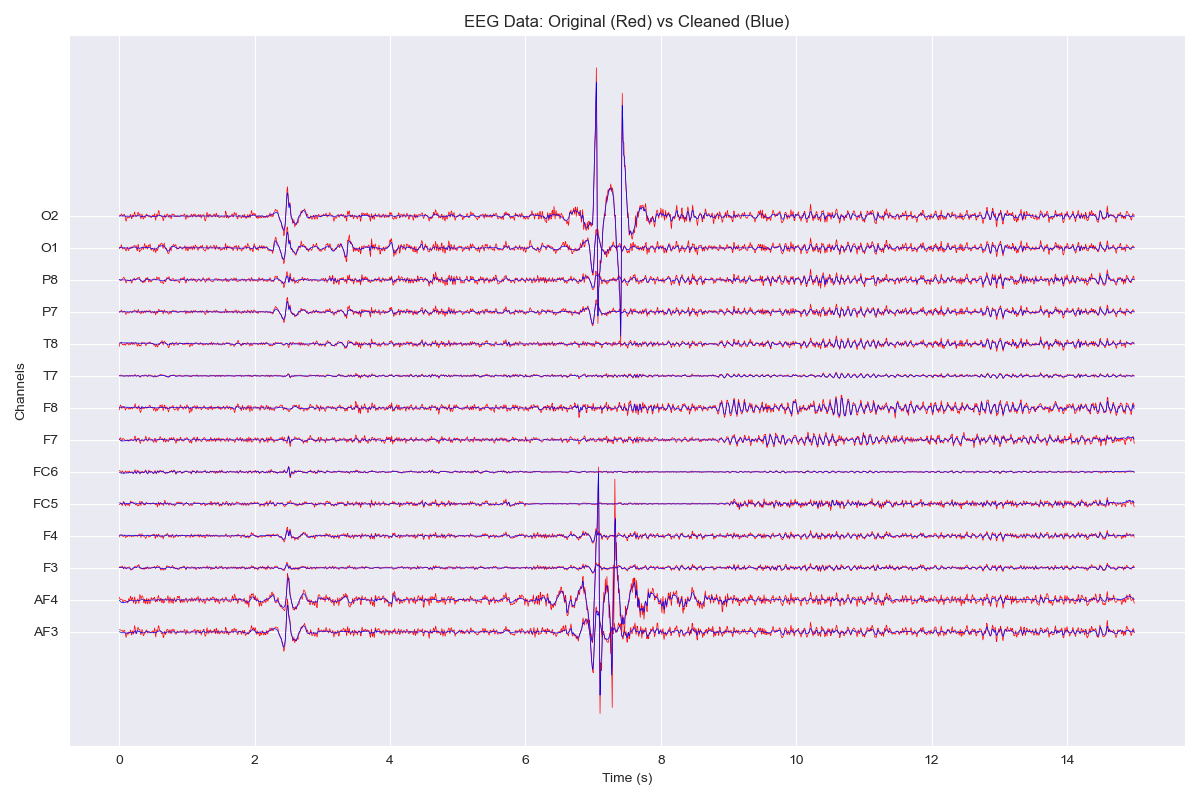 EEG Data: Original (Red) vs Cleaned (Blue)
O2
O1
P8
P7
T8
T7
F8
F7
FC6
FC5
F4
F3
AF4
AF3
Channels
0 2 4 6 8 10 12 14
Time (s)